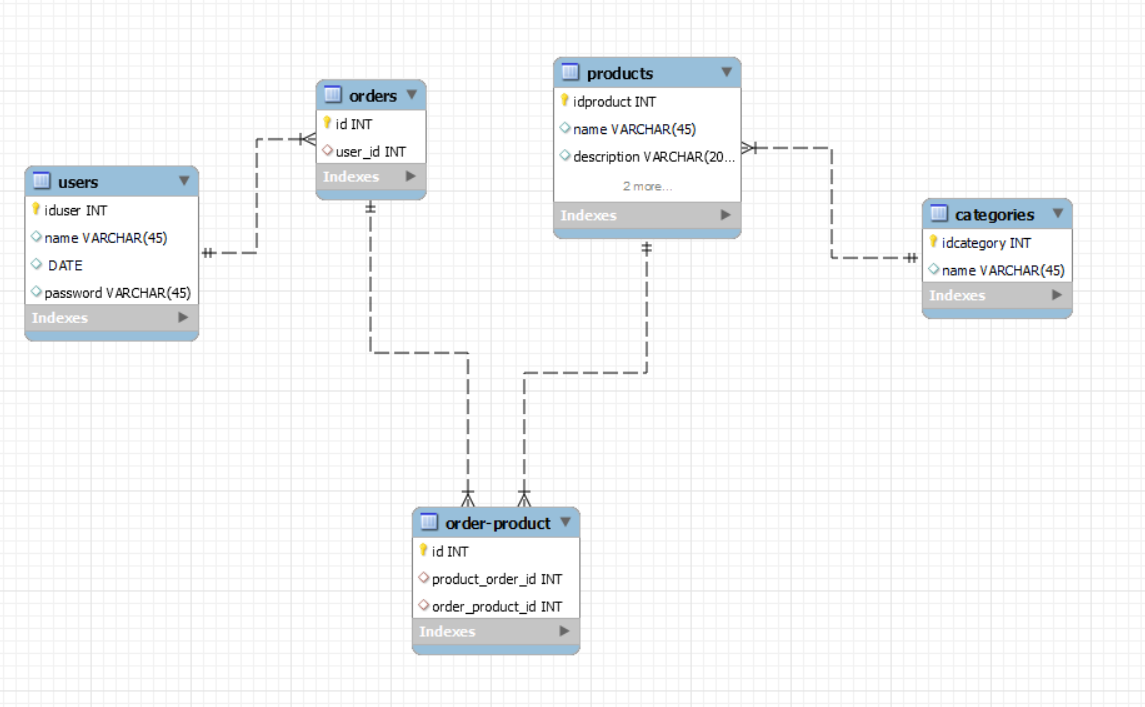 users
iduser INT
name VARCHAR(45)
DATE
password VARCHAR(45)
Indexes
orders
id INT
user_id INT
Indexes
products
idproduct INT
name VARCHAR(45)
description VARCHAR(20...
2 more...
Indexes
categories
idcategory INT
name VARCHAR(45)
Indexes
order-product
id INT
product_order_id INT
order_product_id INT
Indexes